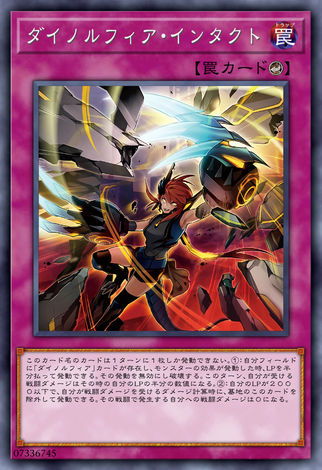 ダイノルフィア・インタクト
トラップ
罠
【罠カード】
このカード名のカードは1ターンに1枚しか発動できない。①：自分フィールド
に「ダイノルフィア」カードが存在し、モンスターの効果が発動した時、LPを半
分払って発動できる。その発動を無効にし破壊する。このターン、自分が受ける
戦闘ダメージはその時の自分のLPの半分の数値になる。②：自分のLPが２００
０以下で、自分が戦闘ダメージを受けるダメージ計算時に、墓地のこのカードを
除外して発動できる。その戦闘で発生する自分への戦闘ダメージは０になる。
07336745